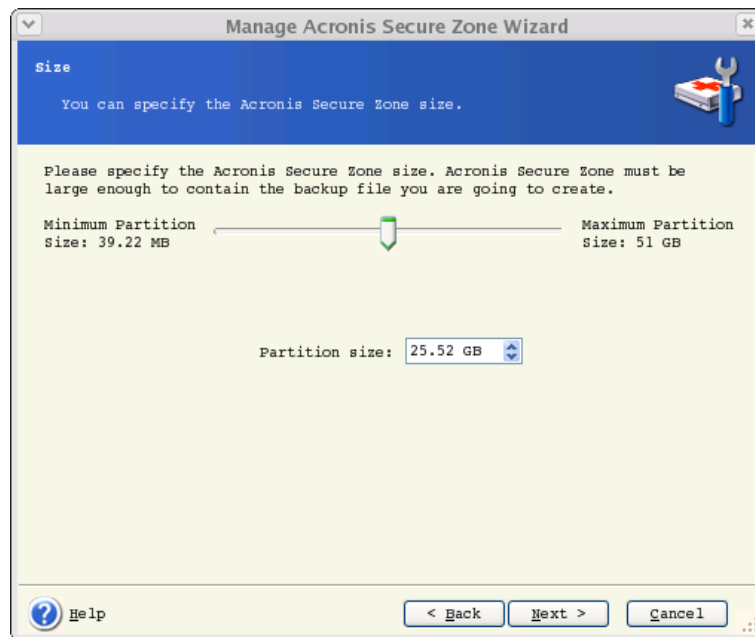 Manage Acronis Secure Zone Wizard
Size
You can specify the Acronis Secure Zone size.
Please specify the Acronis Secure Zone size. Acronis Secure Zone must be
large enough to contain the backup file you are going to create.
Minimum Partition
Size: 39.22 MB
Maximum Partition
Size: 51 GB
Partition size: 25.52 GB
Help
< Back
Next >
Cancel